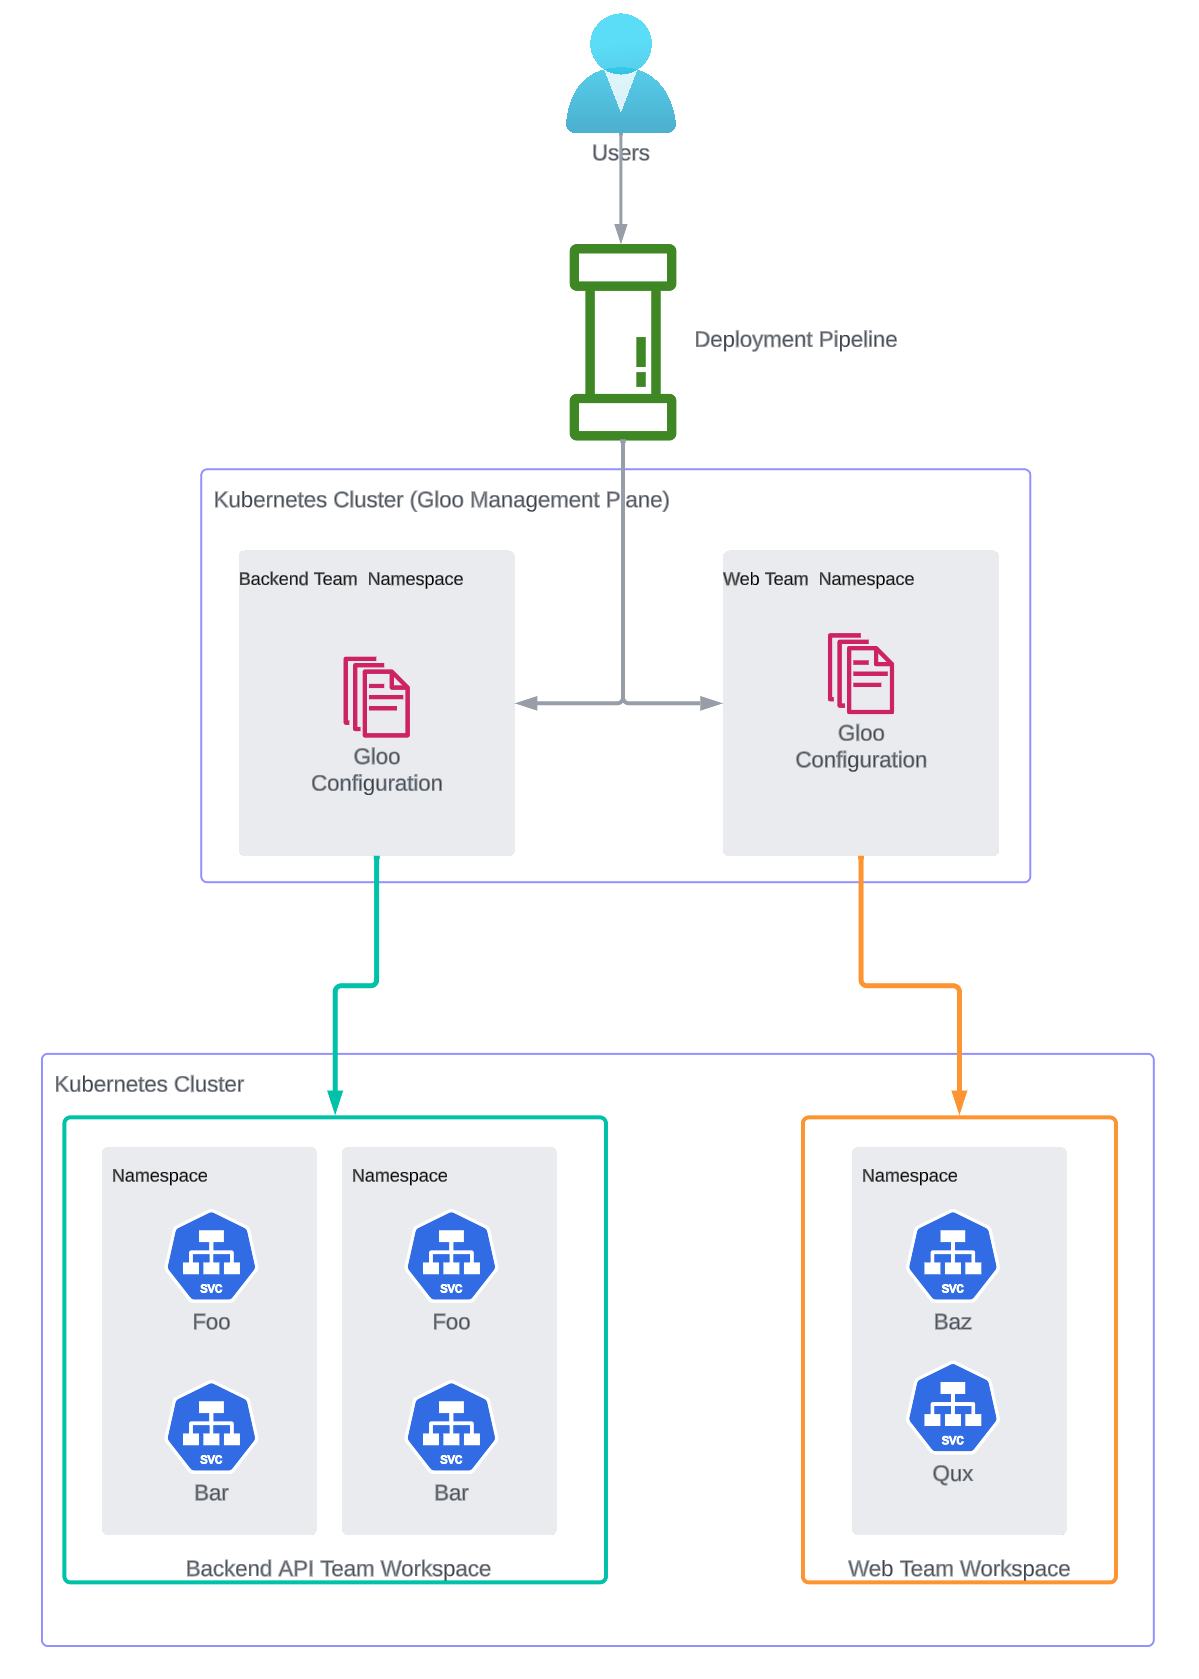 Users
Deployment Pipeline
Kubernetes Cluster (Gloo Management Plane)
Backend Team  Namespace
Web Team  Namespace
Gloo
Configuration
Gloo
Configuration
Kubernetes Cluster
Namespace
Namespace
Namespace
SVC
SVC
SVC
Foo
Foo
Baz
SVC
SVC
SVC
Bar
Bar
Qux
Backend API Team Workspace
Web Team Workspace